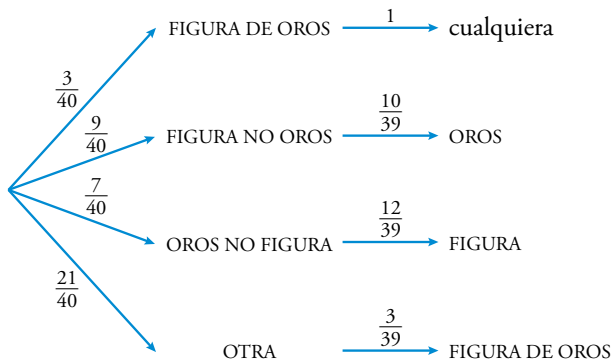 3/40 FIGURA DE OROS 1 cualquiera
9/40 FIGURA NO OROS 10/39 OROS
7/40 OROS NO FIGURA 12/39 FIGURA
21/40 OTRA 3/39 FIGURA DE OROS